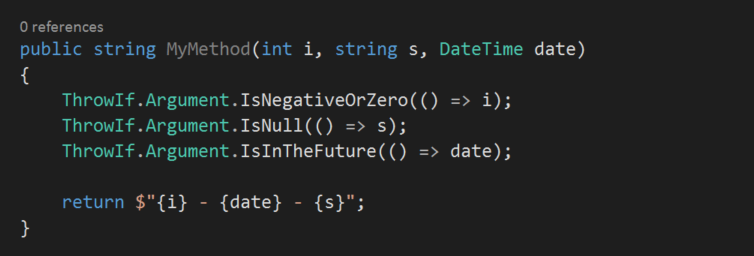 0 references
public string MyMethod(int i, string s, DateTime date)
{
    ThrowIf.Argument.IsNegativeOrZero(() => i);
    ThrowIf.Argument.IsNull(() => s);
    ThrowIf.Argument.IsInTheFuture(() => date);

    return $"{i} - {date} - {s}";
}